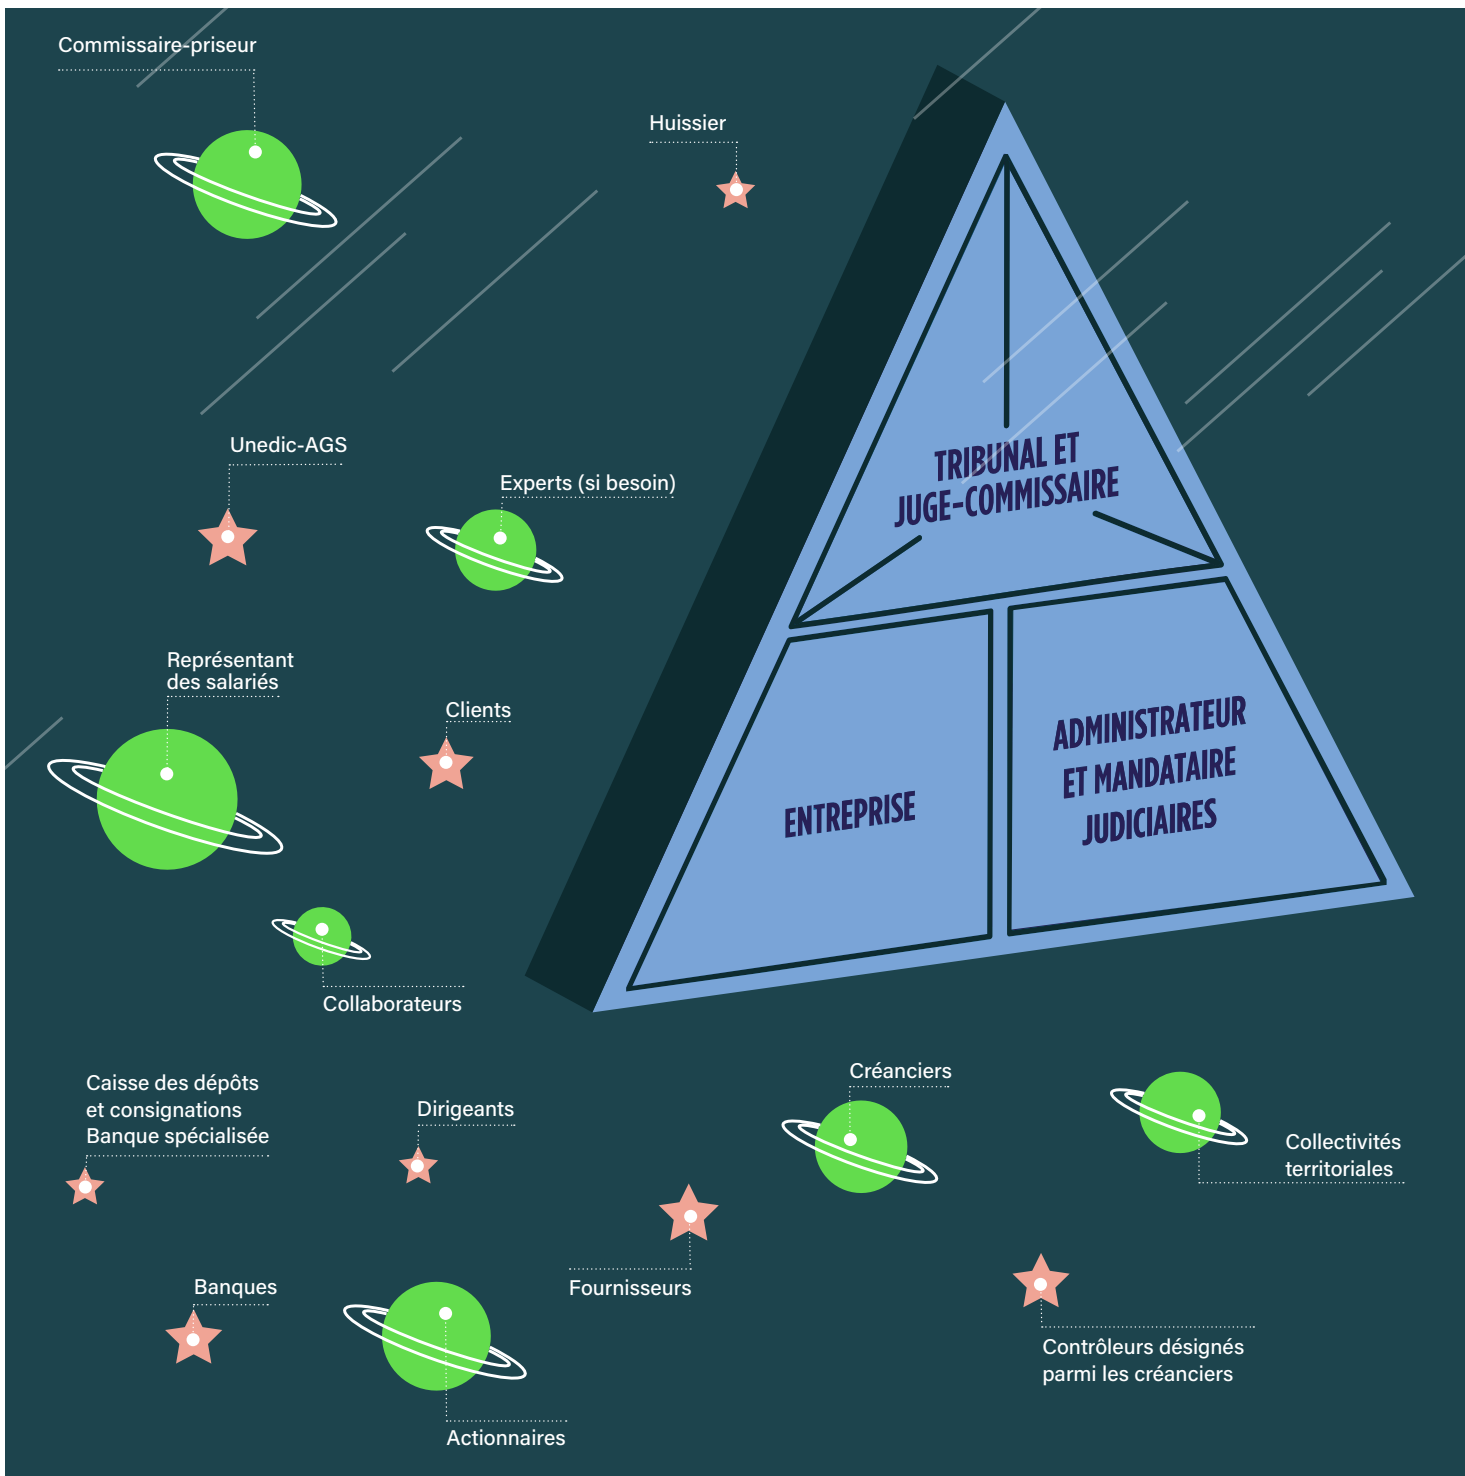 Commissaire-priseur
Huissier
Unedic-AGS
Experts (si besoin)
TRIBUNAL ET
JUGE-COMMISSAIRE
Représentant
des salariés
Clients
ADMINISTRATEUR
ET MANDATAIRE
JUDICIAIRES
ENTREPRISE
Collaborateurs
Caisse des dépôts
et consignations
Banque spécialisée
Dirigeants
Créanciers
Collectivités
territoriales
Banques
Fournisseurs
Contrôleurs désignés
parmi les créanciers
Actionnaires